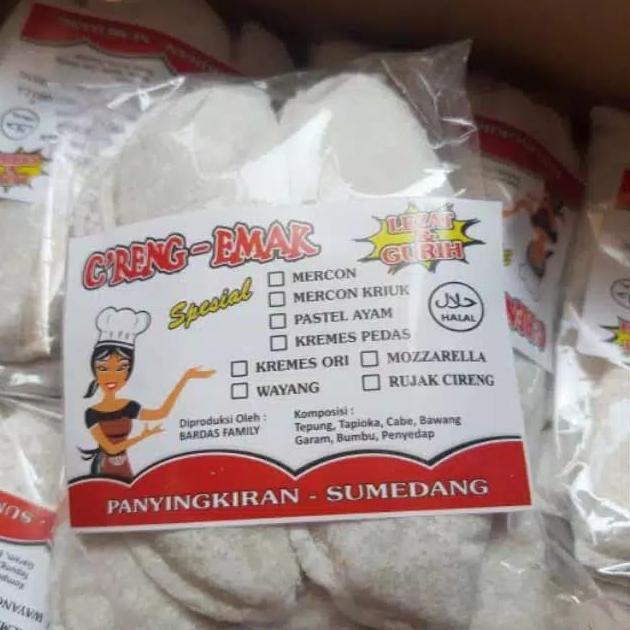 C'RENG - EMAK
LEZAT
&
GURIH
Spesial
MERCON
MERCON KRIUK
PASTEL AYAM
KREMES PEDAS
KREMES ORI
MOZZARELLA
WAYANG
RUJAK CIRENG
حلال
HALAL
Diproduksi Oleh :
BARDAS FAMILY
Komposisi :
Tepung, Tapioka, Cabe, Bawang
Garam, Bumbu, Penyedap
PANYINGKIRAN - SUMEDANG